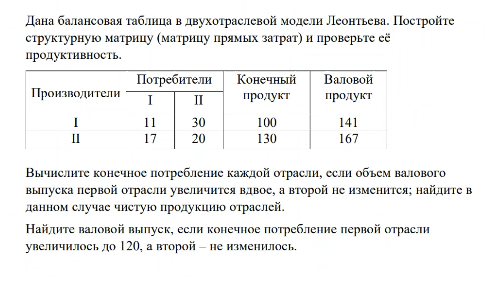 Дана балансовая таблица в двухотраслевой модели Леонтьева. Постройте
структурную матрицу (матрицу прямых затрат) и проверьте её
продуктивность.
Производители Потребители Конечный продукт Валовой продукт
I II
I 11 30 100 141
II 17 20 130 167
Вычислите конечное потребление каждой отрасли, если объем валового
выпуска первой отрасли увеличится вдвое, а второй не изменится; найдите в
данном случае чистую продукцию отраслей.
Найдите валовой выпуск, если конечное потребление первой отрасли
увеличилось до 120, а второй – не изменилось.